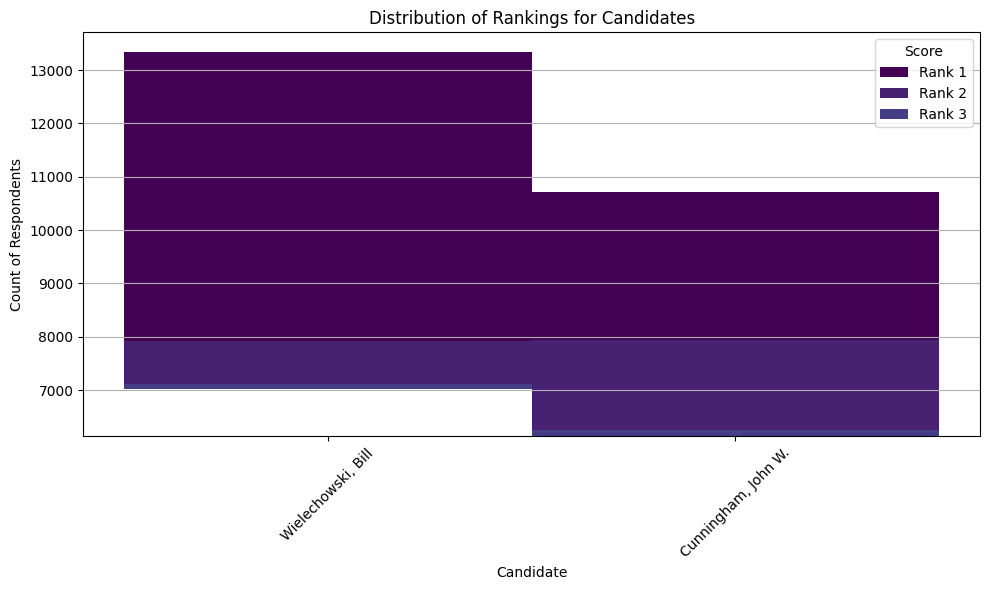 Distribution of Rankings for Candidates
Score
Rank 1
Rank 2
Rank 3
13000
12000
11000
10000
9000
8000
7000
Count of Respondents
Wielechowski, Bill
Cunningham, John W.
Candidate